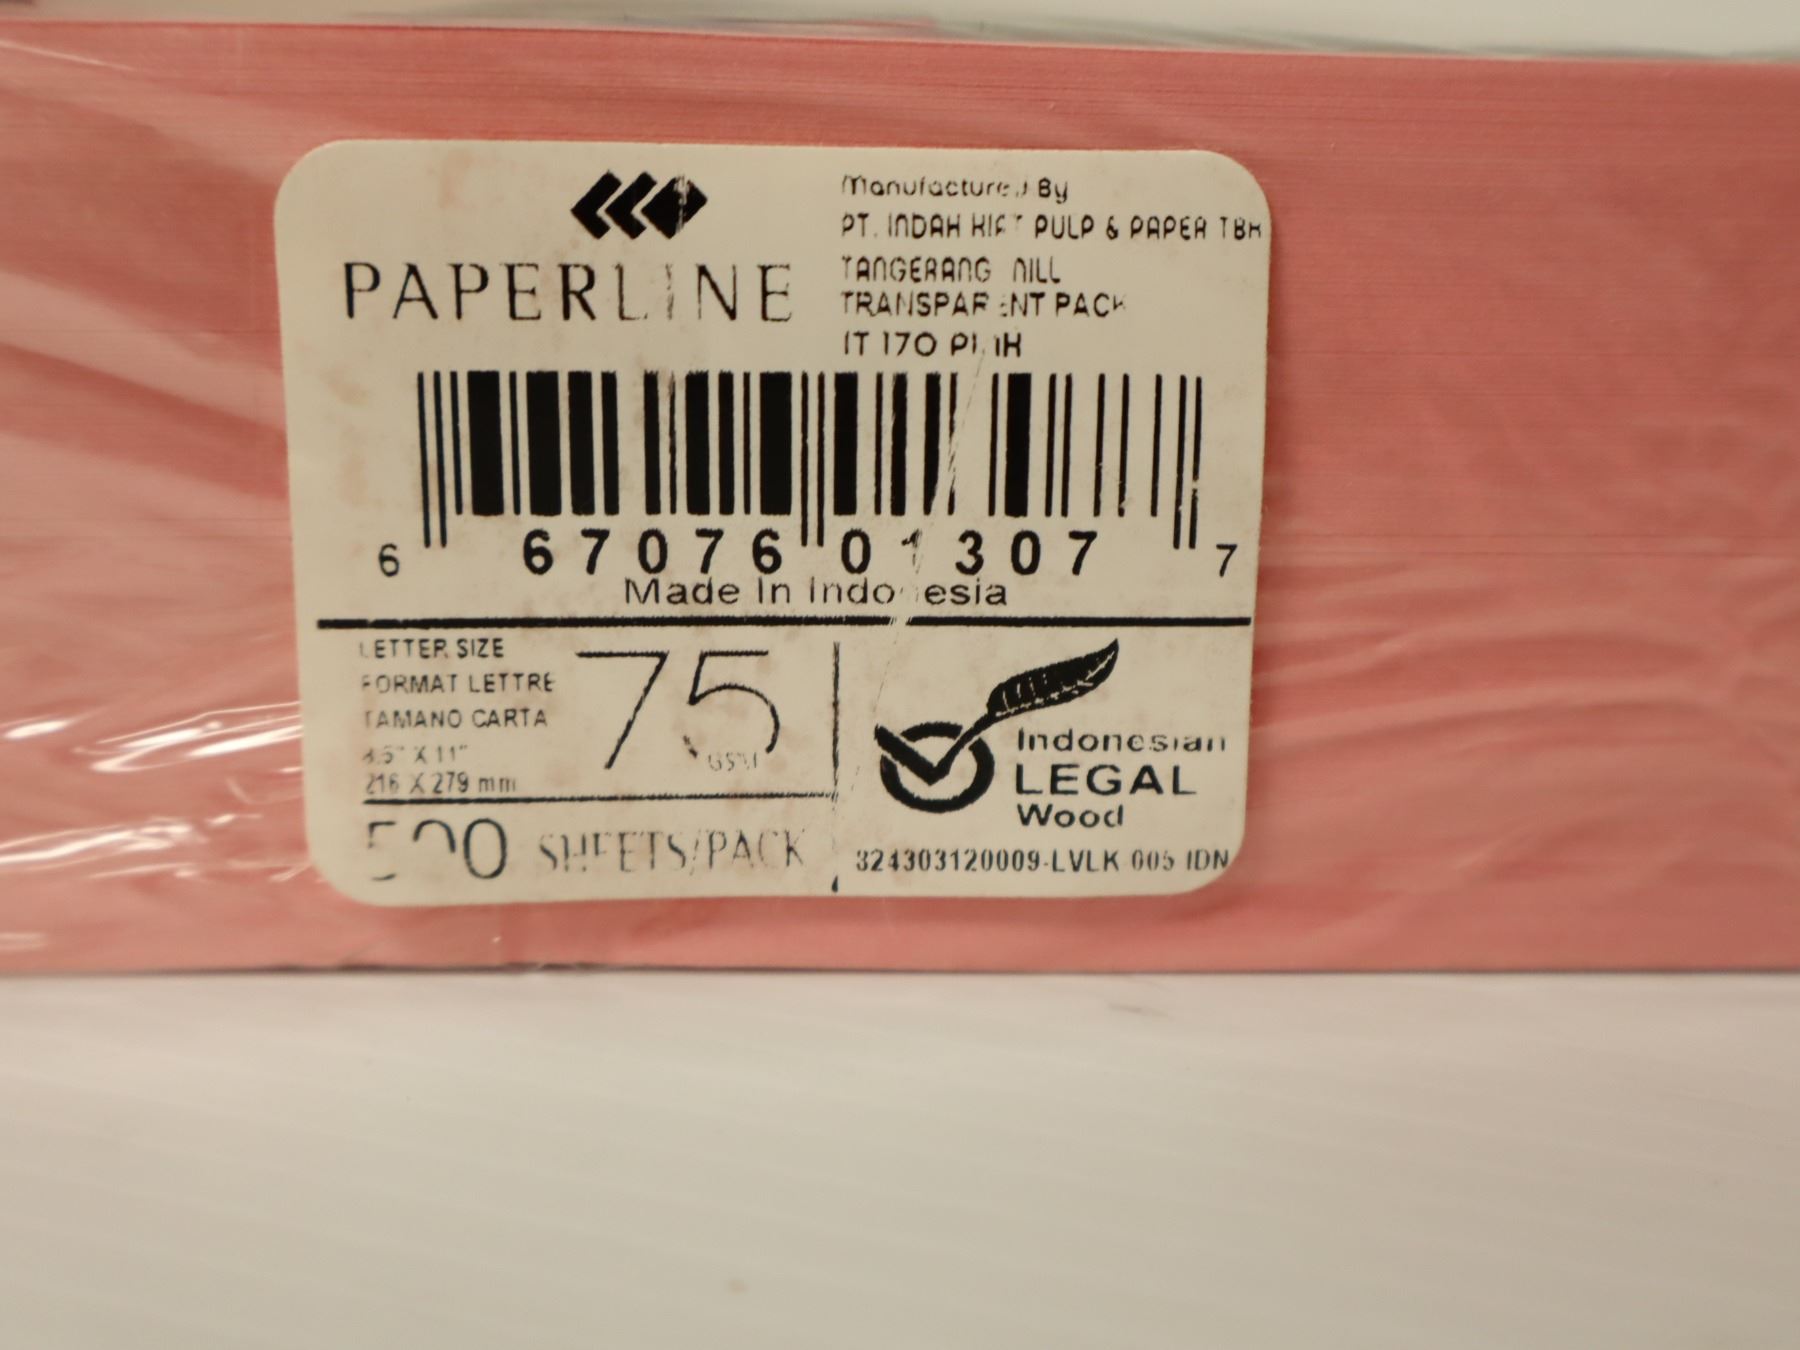 PAPERLINE
Manufactured By
PT. INDAH KIAT PULP & PAPER TBK
TANGERANG MILL
TRANSPARENT PACK
IT 170 PINK
6 67076 01307 7
Made In Indonesia
LETTER SIZE
FORMAT LETTRE
TAMANO CARTA
8.5" X 11"
216 X 279 mm
75
GSM
500 SHEETS/PACK
Indonesian
LEGAL
Wood
324303120009-LVLK-005-IDN